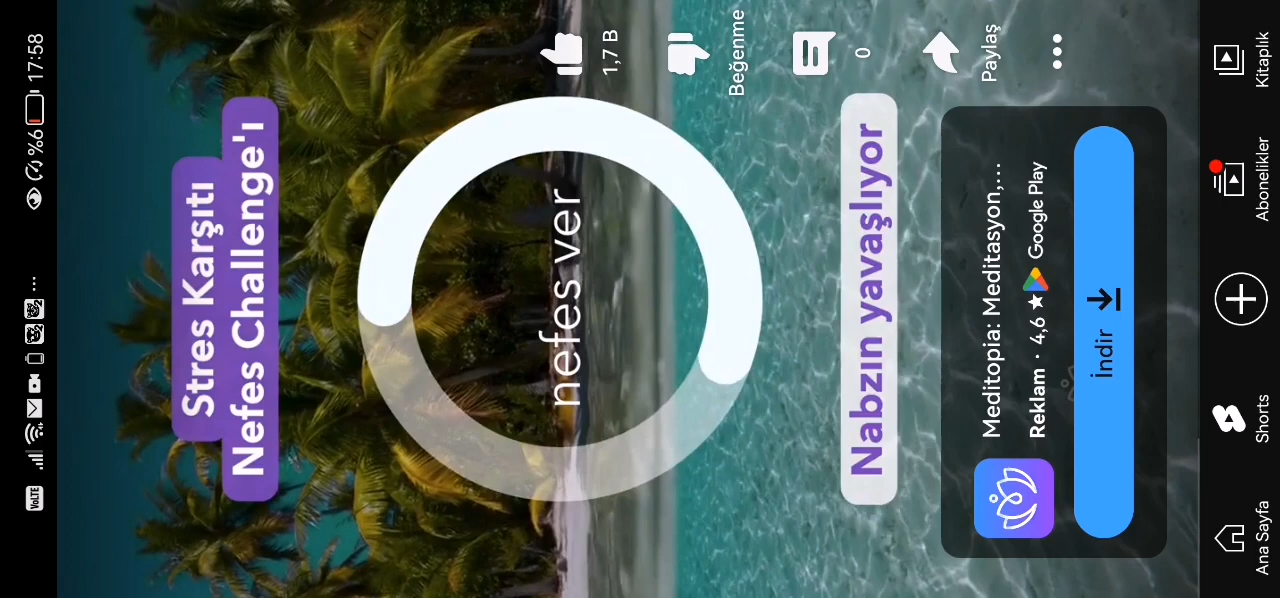 VoLTE
%6 17:58
Stres Karşıtı
Nefes Challenge'ı
nefes ver
1,7 B
Beğenme
0
Paylaş
Nabzın yavaşlıyor
Meditopia: Meditasyon,...
Reklam · 4,6 ★ Google Play
İndir
Ana Sayfa
Shorts
Abonelikler
Kitaplık